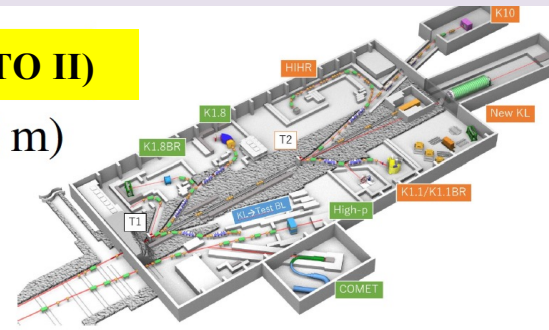 TO II)
m)
K10
HIHR
K1.8
New KL
K1.8BR
T2
K1.1/K1.1BR
High-p
KL→Test BL
T1
COMET